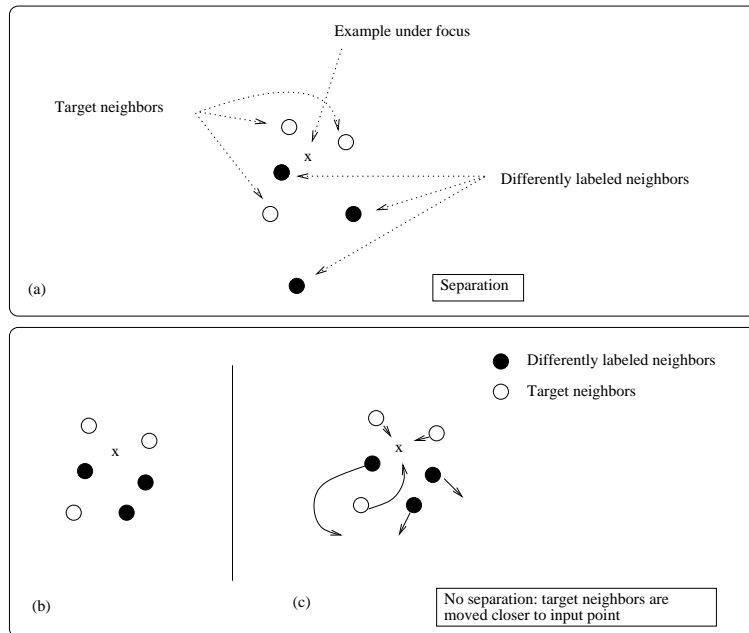 Example under focus
Target neighbors
x
Differently labeled neighbors
(a)
Separation
Differently labeled neighbors
Target neighbors
x
x
(b)
(c)
No separation: target neighbors are
moved closer to input point